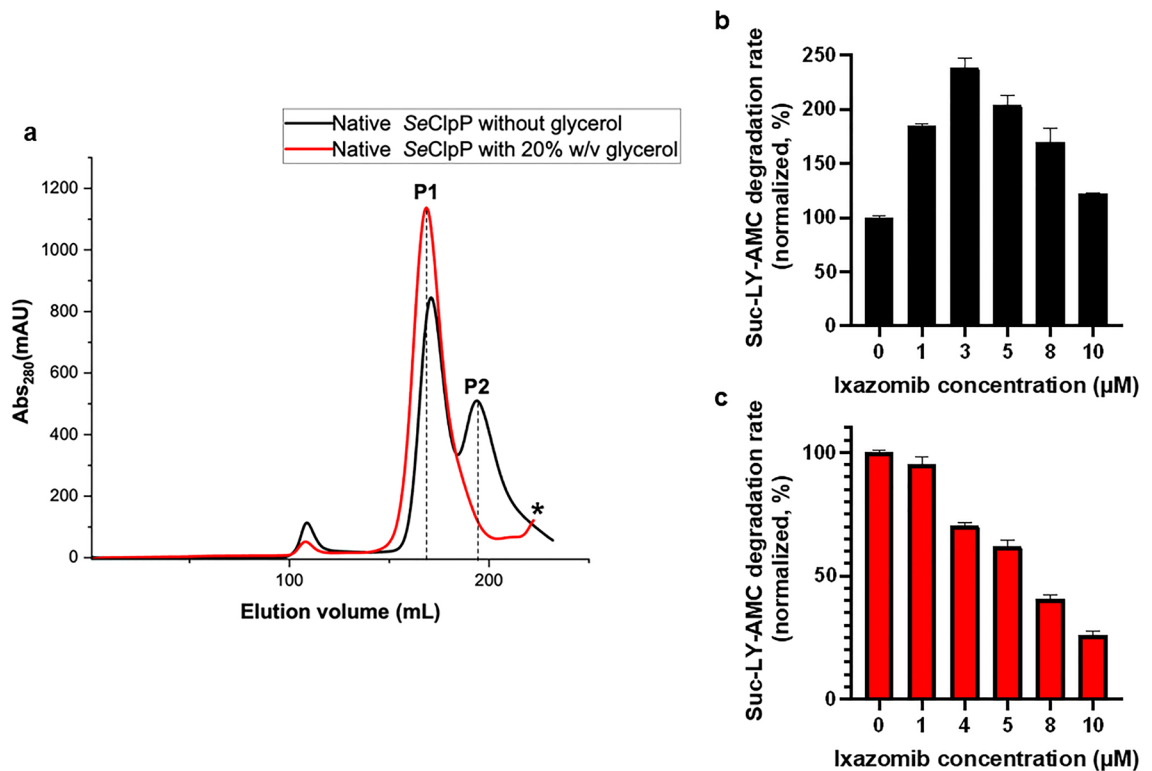 a
Native SeClpP without glycerol
Native SeClpP with 20% w/v glycerol
P1
P2
*
1200
1000
800
600
400
200
0
100
200
Abs280(mAU)
Elution volume (mL)
b
Suc-LY-AMC degradation rate
(normalized, %)
250
200
150
100
50
0
0 1 3 5 8 10
Ixazomib concentration (µM)
c
Suc-LY-AMC degradation rate
(normalized, %)
100
50
0
0 1 4 5 8 10
Ixazomib concentration (µM)